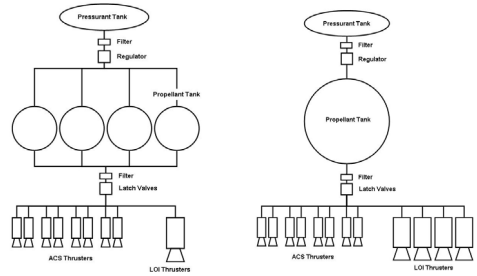 Pressurant Tank
Filter
Regulator
Propellant Tank
Filter
Latch Valves
ACS Thrusters
LOI Thrusters
Pressurant Tank
Filter
Regulator
Propellant Tank
Filter
Latch Valves
ACS Thrusters
LOI Thrusters